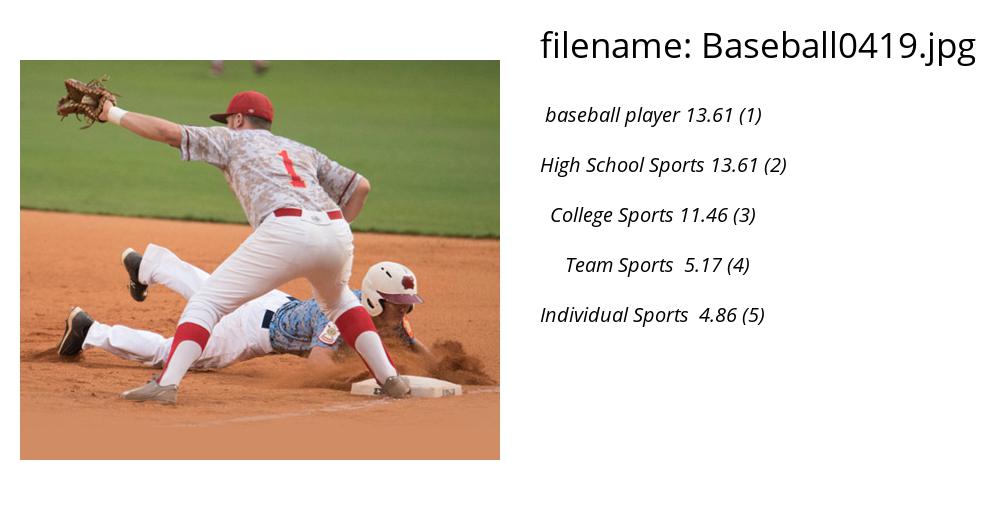 filename: Baseball0419.jpg
baseball player 13.61 (1)
High School Sports 13.61 (2)
College Sports 11.46 (3)
Team Sports 5.17 (4)
Individual Sports 4.86 (5)
1